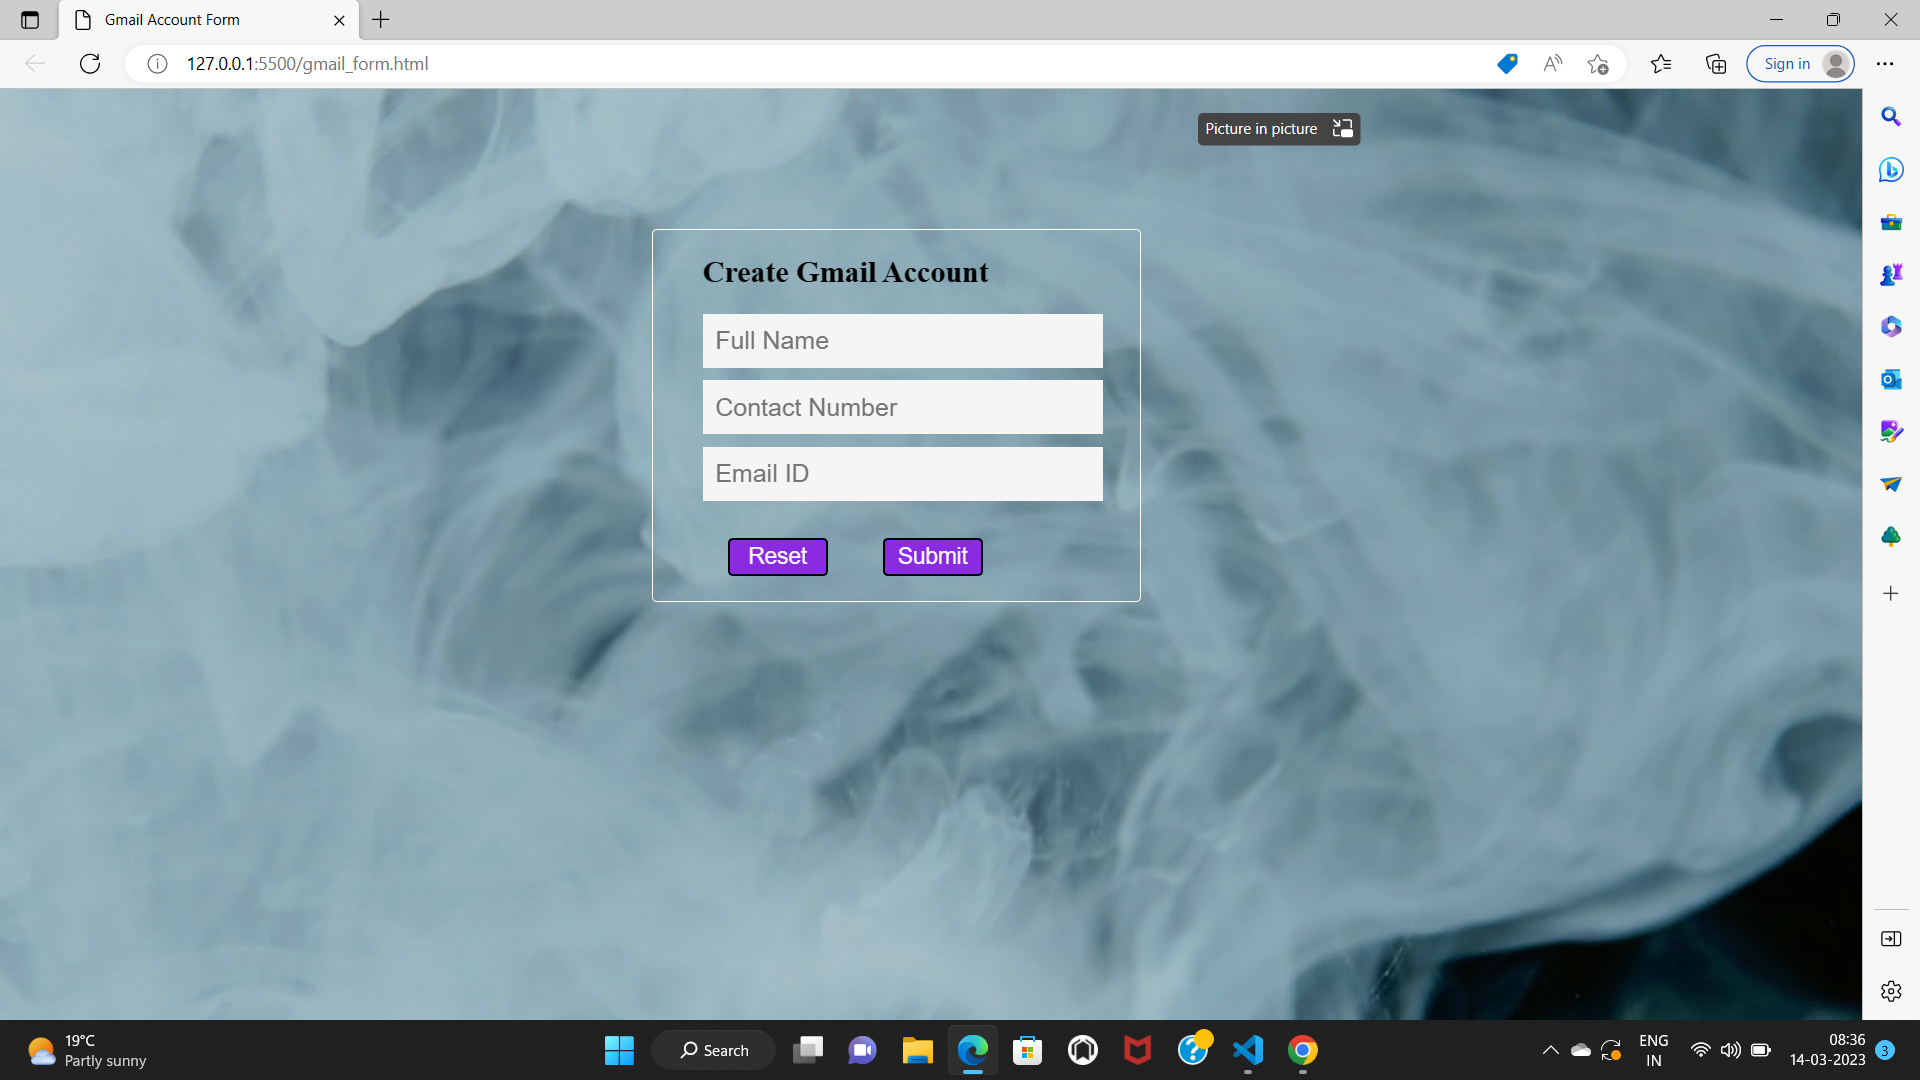 Gmail Account Form
127.0.0.1:5500/gmail_form.html
Sign in
Picture in picture
Create Gmail Account
Full Name
Contact Number
Email ID
Reset
Submit
19°C
Partly sunny
Search
ENG
IN
08:36
14-03-2023
3